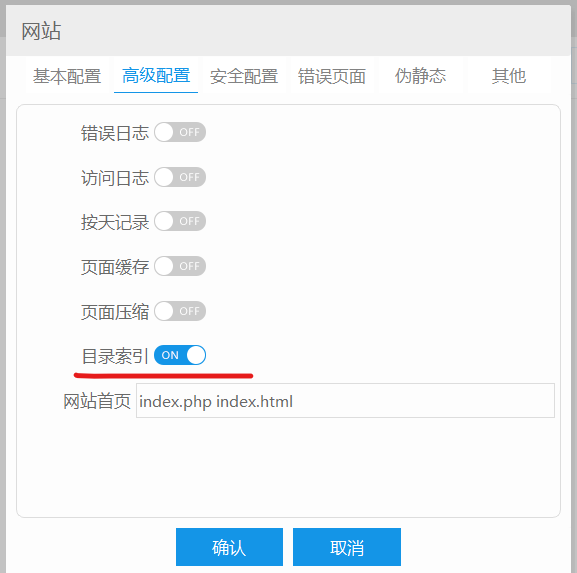 网站
基本配置 高级配置 安全配置 错误页面 伪静态 其他
错误日志 OFF
访问日志 OFF
按天记录 OFF
页面缓存 OFF
页面压缩 OFF
目录索引 ON
网站首页 index.php index.html
确认 取消